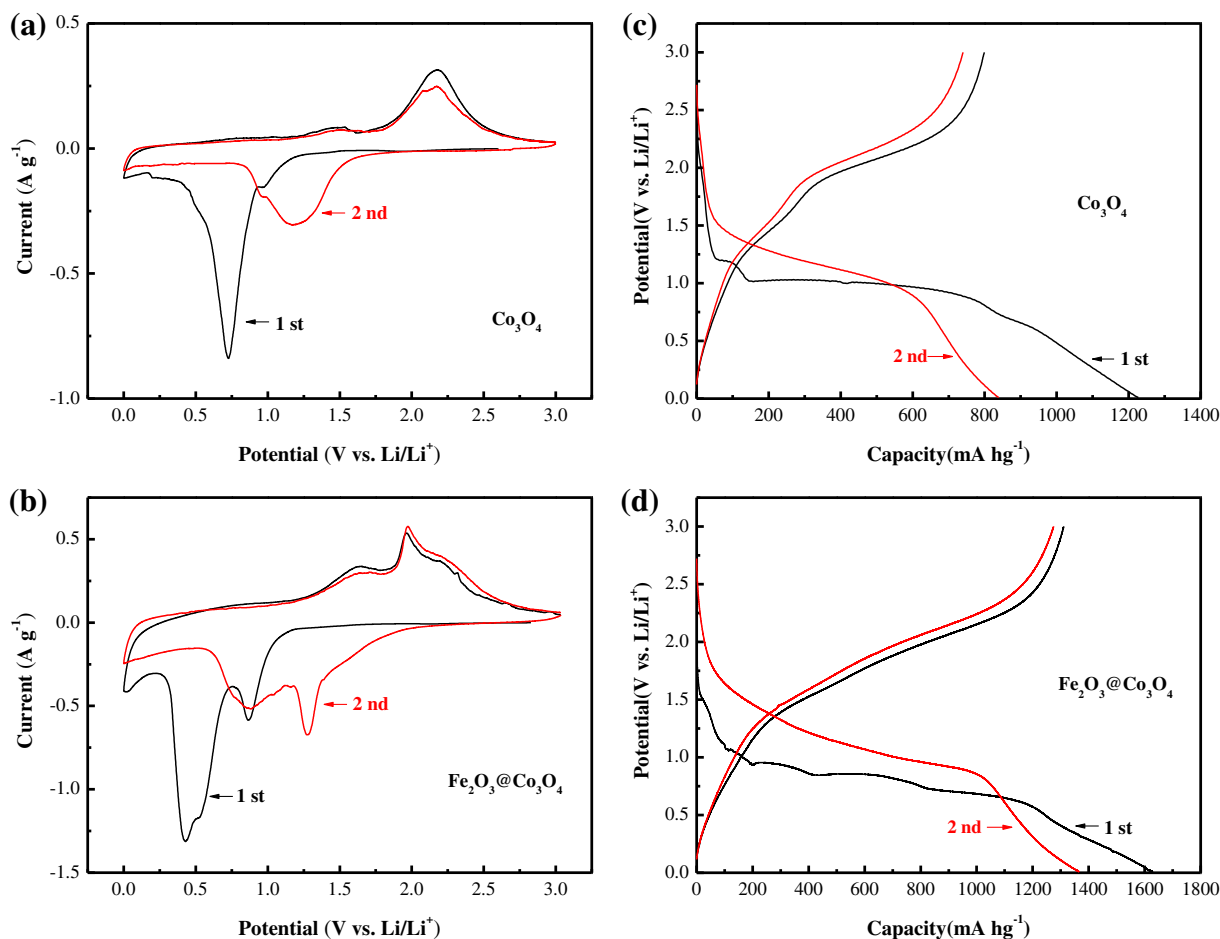 (a)
0.5
0.0
-0.5
-1.0
Current (A g⁻¹)
2 nd
1 st
Co₃O₄
0.0 0.5 1.0 1.5 2.0 2.5 3.0
Potential (V vs. Li/Li⁺)
(c)
3.0
2.5
2.0
1.5
1.0
0.5
0.0
Potential(V vs. Li/Li⁺)
Co₃O₄
2 nd
1 st
0 200 400 600 800 1000 1200 1400
Capacity(mA hg⁻¹)
(b)
0.5
0.0
-0.5
-1.0
-1.5
Current (A g⁻¹)
2 nd
1 st
Fe₂O₃@Co₃O₄
0.0 0.5 1.0 1.5 2.0 2.5 3.0
Potential (V vs. Li/Li⁺)
(d)
3.0
2.5
2.0
1.5
1.0
0.5
0.0
Potential(V vs. Li/Li⁺)
Fe₂O₃@Co₃O₄
2 nd
1 st
0 200 400 600 800 1000 1200 1400 1600 1800
Capacity(mA hg⁻¹)